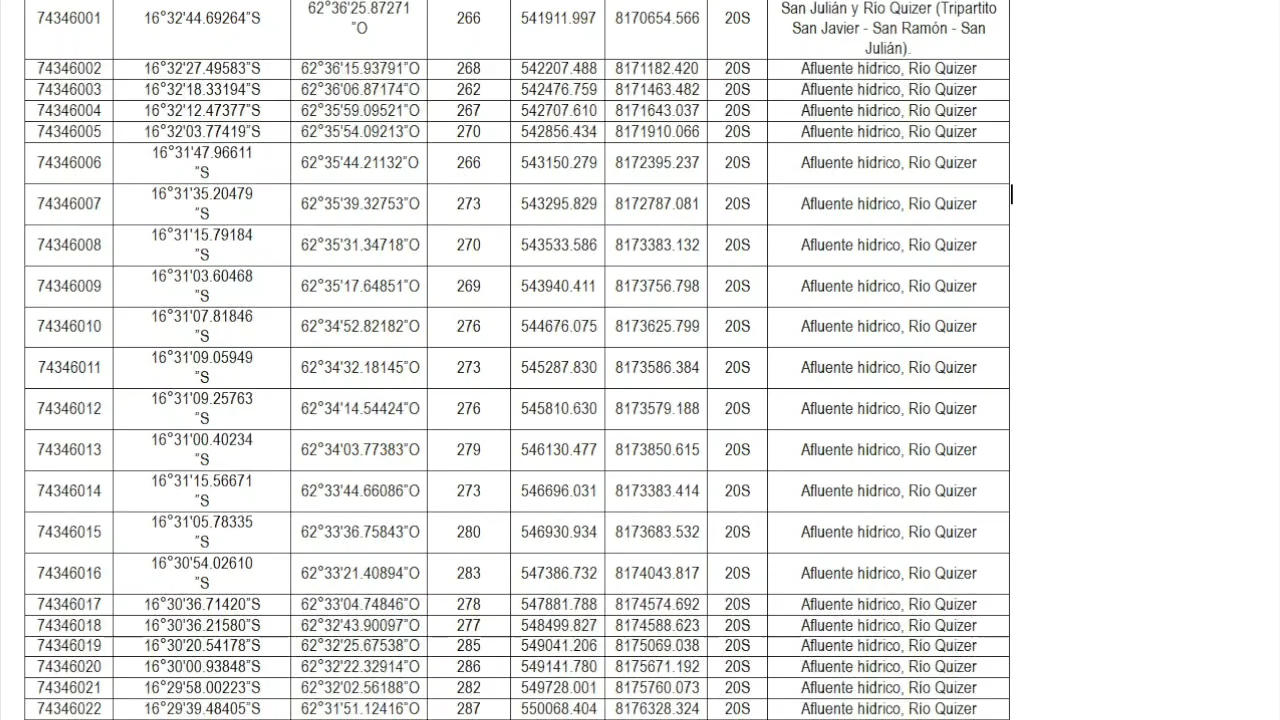 San Julián y Río Quizer (Tripartito
74346001 16°32'44.69264"S 62°36'25.87271 "O 266 541911.997 8170654.566 20S San Javier - San Ramón - San
Julián).
74346002 16°32'27.49583"S 62°36'15.93791"O 268 542207.488 8171182.420 20S Afluente hídrico, Río Quizer
74346003 16°32'18.33194"S 62°36'06.87174"O 262 542476.759 8171463.482 20S Afluente hídrico, Río Quizer
74346004 16°32'12.47377"S 62°35'59.09521"O 267 542707.610 8171643.037 20S Afluente hídrico, Río Quizer
74346005 16°32'03.77419"S 62°35'54.09213"O 270 542856.434 8171910.066 20S Afluente hídrico, Río Quizer
74346006 16°31'47.96611 "S 62°35'44.21132"O 266 543150.279 8172395.237 20S Afluente hídrico, Río Quizer
74346007 16°31'35.20479 "S 62°35'39.32753"O 273 543295.829 8172787.081 20S Afluente hídrico, Río Quizer
74346008 16°31'15.79184 "S 62°35'31.34718"O 270 543533.586 8173383.132 20S Afluente hídrico, Río Quizer
74346009 16°31'03.60468 "S 62°35'17.64851"O 269 543940.411 8173756.798 20S Afluente hídrico, Río Quizer
74346010 16°31'07.81846 "S 62°34'52.82182"O 276 544676.075 8173625.799 20S Afluente hídrico, Río Quizer
74346011 16°31'09.05949 "S 62°34'32.18145"O 273 545287.830 8173586.384 20S Afluente hídrico, Río Quizer
74346012 16°31'09.25763 "S 62°34'14.54424"O 276 545810.630 8173579.188 20S Afluente hídrico, Río Quizer
74346013 16°31'00.40234 "S 62°34'03.77383"O 279 546130.477 8173850.615 20S Afluente hídrico, Río Quizer
74346014 16°31'15.56671 "S 62°33'44.66086"O 273 546696.031 8173383.414 20S Afluente hídrico, Río Quizer
74346015 16°31'05.78335 "S 62°33'36.75843"O 280 546930.934 8173683.532 20S Afluente hídrico, Río Quizer
74346016 16°30'54.02610 "S 62°33'21.40894"O 283 547386.732 8174043.817 20S Afluente hídrico, Río Quizer
74346017 16°30'36.71420"S 62°33'04.74846"O 278 547881.788 8174574.692 20S Afluente hídrico, Río Quizer
74346018 16°30'36.21580"S 62°32'43.90097"O 277 548499.827 8174588.623 20S Afluente hídrico, Río Quizer
74346019 16°30'20.54178"S 62°32'25.67538"O 285 549041.206 8175069.038 20S Afluente hídrico, Río Quizer
74346020 16°30'00.93848"S 62°32'22.32914"O 286 549141.780 8175671.192 20S Afluente hídrico, Río Quizer
74346021 16°29'58.00223"S 62°32'02.56188"O 282 549728.001 8175760.073 20S Afluente hídrico, Río Quizer
74346022 16°29'39.48405"S 62°31'51.12416"O 287 550068.404 8176328.324 20S Afluente hídrico, Río Quizer